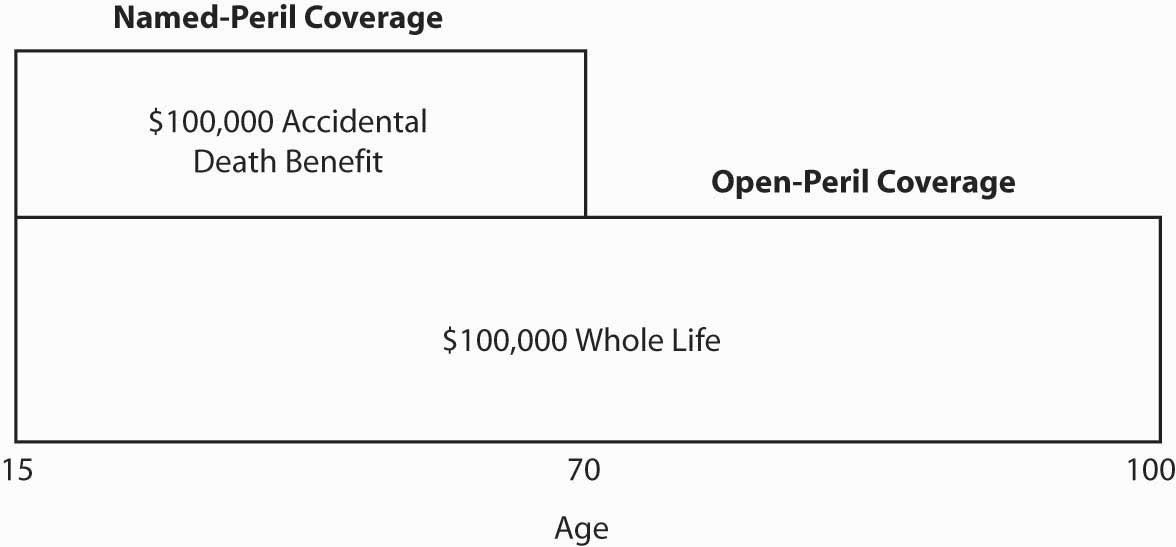 Named-Peril Coverage
$100,000 Accidental
Death Benefit
Open-Peril Coverage
$100,000 Whole Life
15 70 100
Age